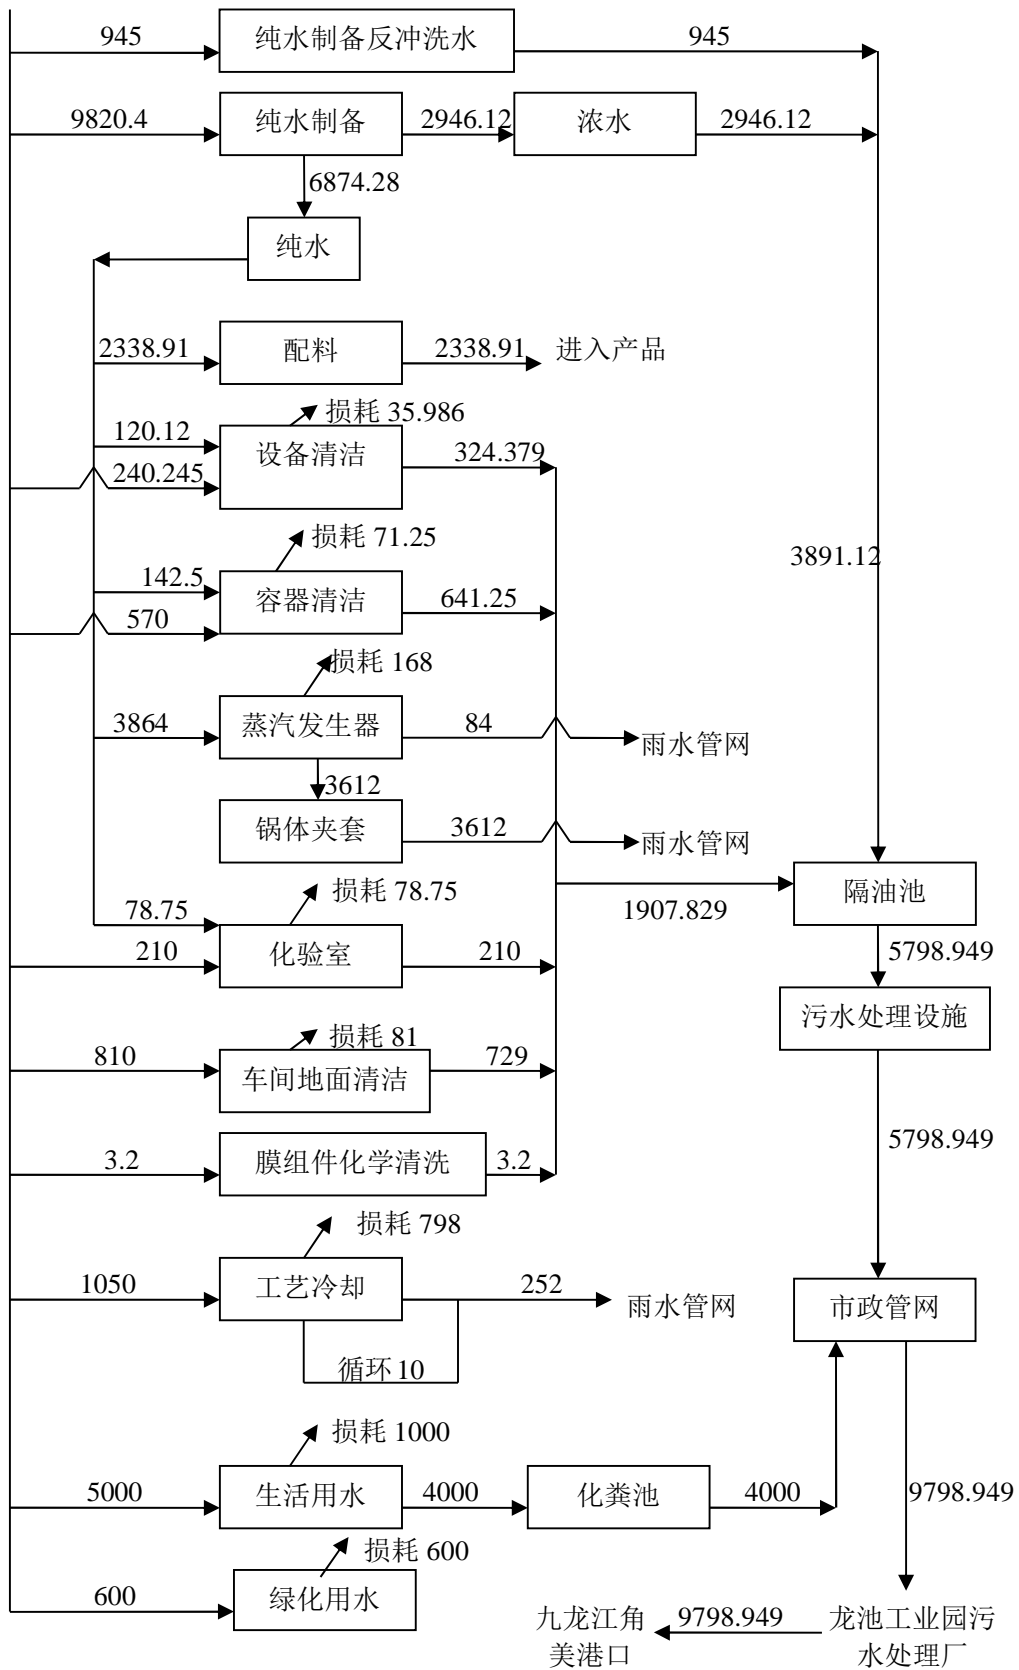 945
纯水制备反冲洗水
945
9820.4
纯水制备
2946.12
浓水
2946.12
6874.28
纯水
2338.91
配料
2338.91
进入产品
损耗 35.986
120.12
设备清洁
324.379
240.245
损耗 71.25
3891.12
142.5
容器清洁
641.25
570
损耗 168
3864
蒸汽发生器
84
雨水管网
3612
锅体夹套
3612
雨水管网
损耗 78.75
隔油池
78.75
1907.829
210
化验室
210
5798.949
污水处理设施
损耗 81
810
车间地面清洁
729
5798.949
3.2
膜组件化学清洗
3.2
损耗 798
1050
工艺冷却
252
雨水管网
市政管网
循环 10
损耗 1000
5000
生活用水
4000
化粪池
4000
9798.949
损耗 600
600
绿化用水
九龙江角
美港口
9798.949
龙池工业园污
水处理厂